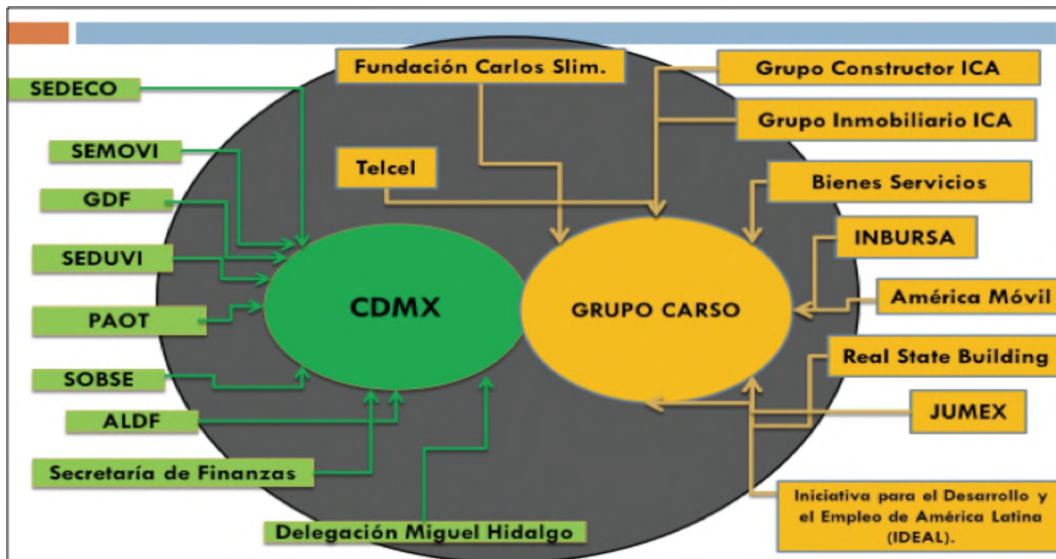 Fundación Carlos Slim.
Grupo Constructor ICA
SEDECO
Grupo Inmobiliario ICA
SEMOVI
Telcel
Bienes Servicios
GDF
INBURSA
SEDUVI
América Móvil
CDMX
GRUPO CARSO
PAOT
Real State Building
SOBSE
JUMEX
ALDF
Secretaría de Finanzas
Iniciativa para el Desarrollo y
el Empleo de América Latina
(IDEAL).
Delegación Miguel Hidalgo